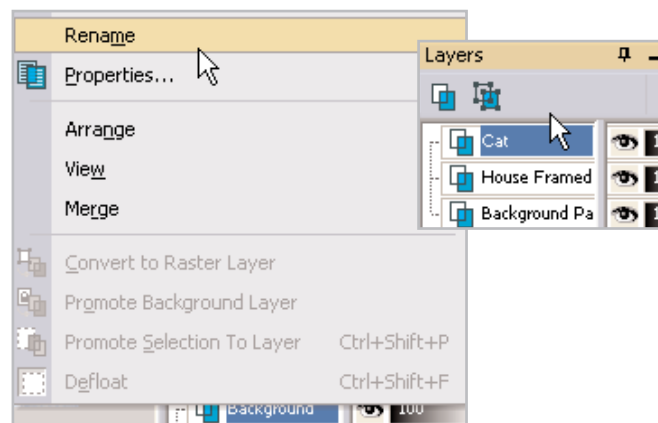 Rename
Properties...
Arrange
View
Merge
Convert to Raster Layer
Promote Background Layer
Promote Selection To Layer Ctrl+Shift+P
Defloat Ctrl+Shift+F
Background 100
Layers
Cat
House Framed
Background Pa